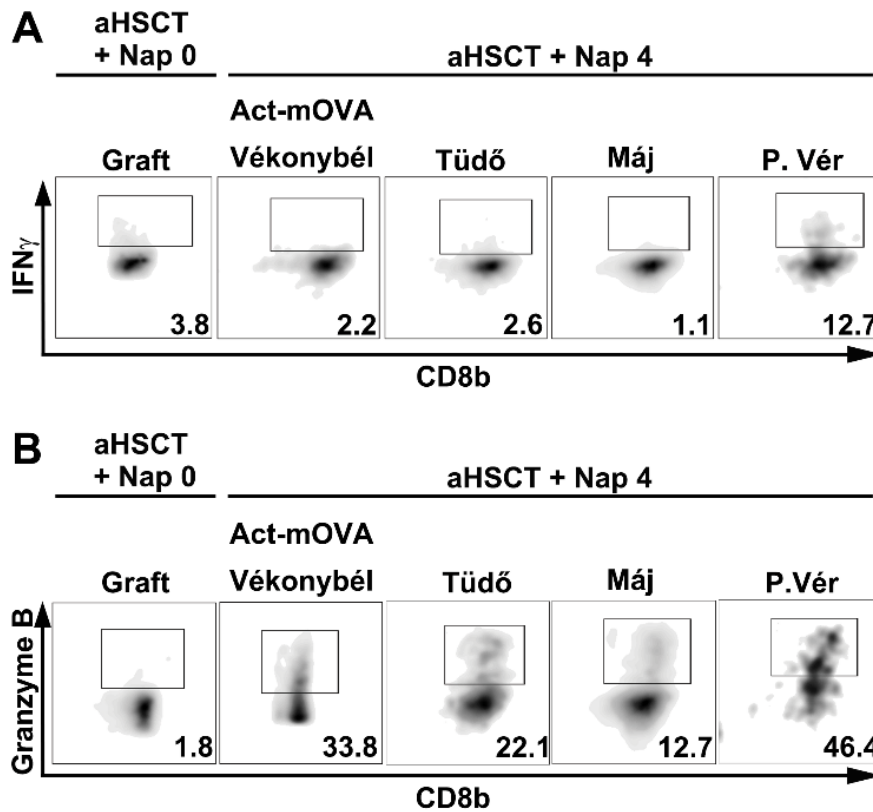 A
aHSCT
+ Nap 0
aHSCT + Nap 4
Act-mOVA
Graft
Vékonybél
Tüdő
Máj
P. Vér
IFNγ
3.8
2.2
2.6
1.1
12.7
CD8b
B
aHSCT
+ Nap 0
aHSCT + Nap 4
Act-mOVA
Graft
Vékonybél
Tüdő
Máj
P.Vér
Granzyme B
1.8
33.8
22.1
12.7
46.4
CD8b